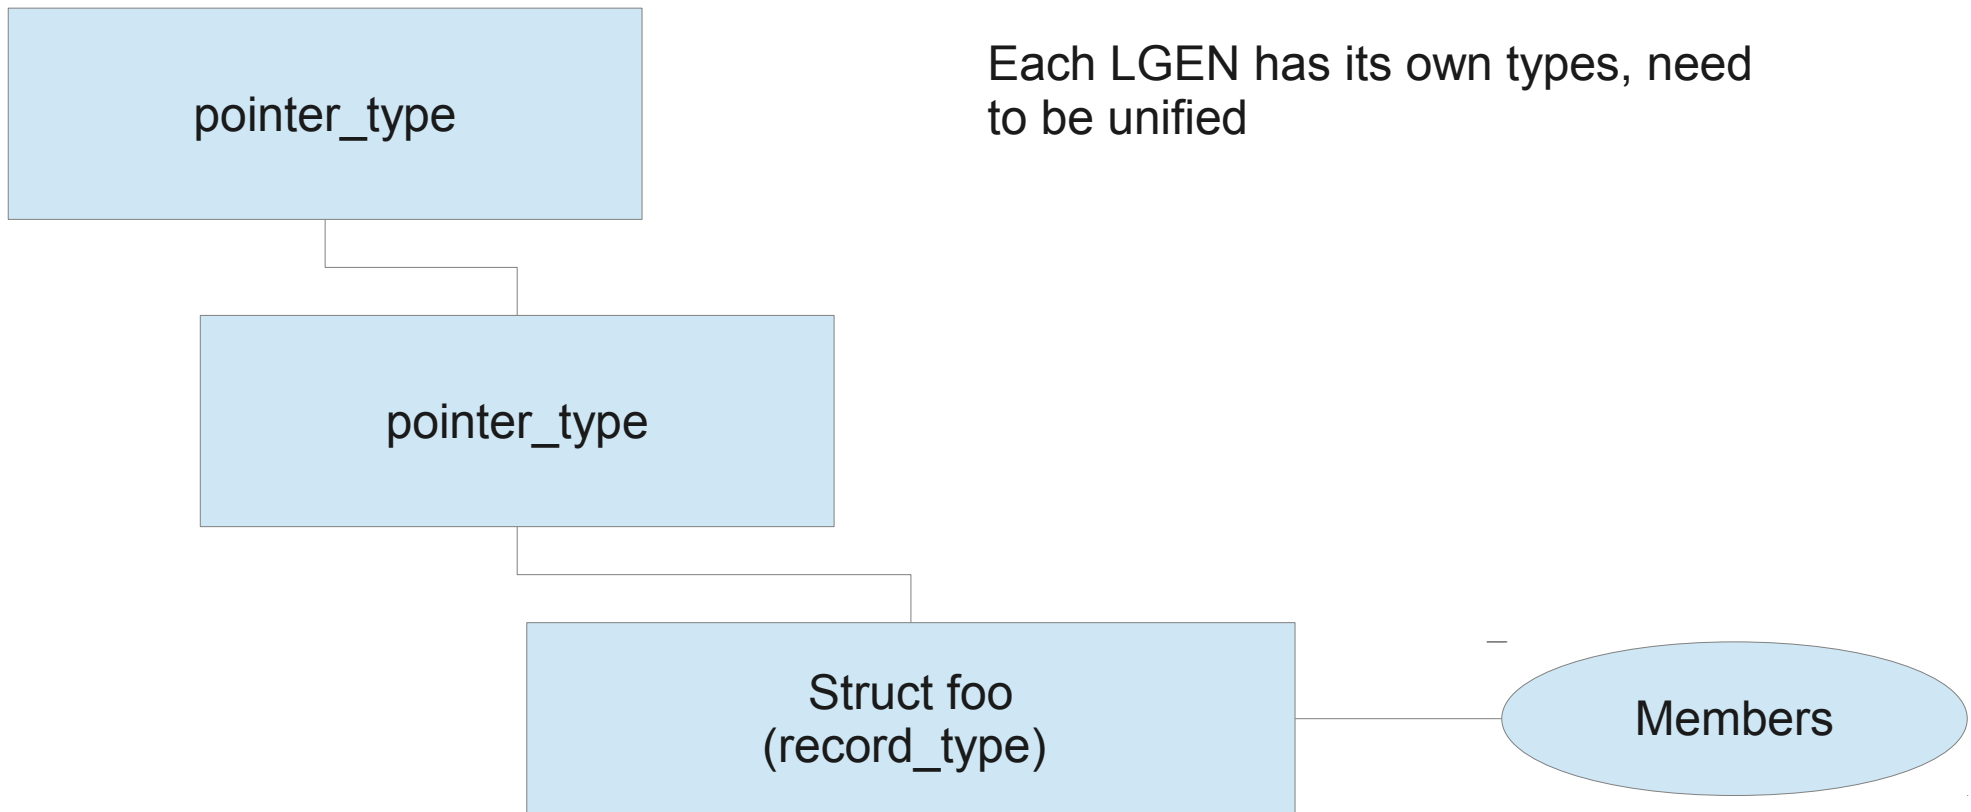 pointer_type
Each LGEN has its own types, need
to be unified
pointer_type
Struct foo
(record_type)
Members